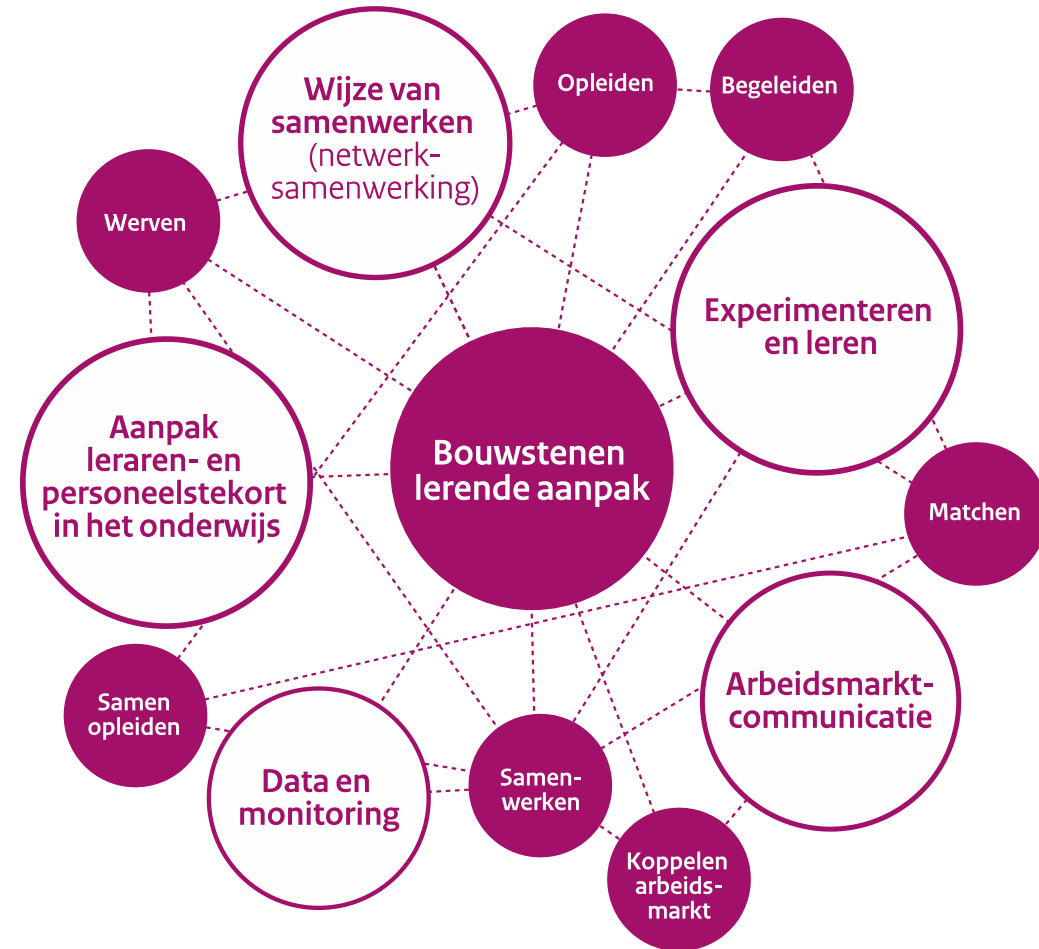 Wijze van
samenwerken
(netwerk-
samenwerking)
Opleiden
Begeleiden
Werven
Experimenteren
en leren
Aanpak
leraren- en
personeelstekort
in het onderwijs
Bouwstenen
lerende aanpak
Matchen
Samen
opleiden
Arbeidsmarkt-
communicatie
Data en
monitoring
Samen-
werken
Koppelen
arbeids-
markt